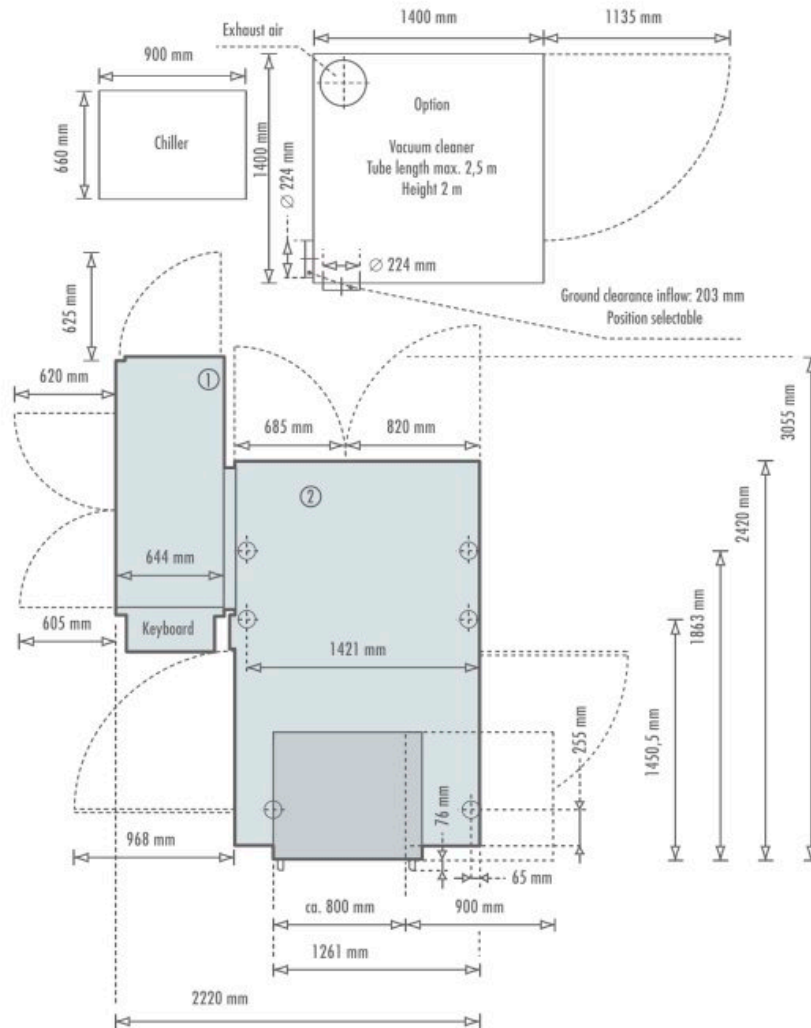 Exhaust air
1400 mm
1135 mm
900 mm
Chiller
660 mm
1400 mm
Option
Vacuum cleaner
Tube length max. 2,5 m
Height 2 m
∅ 224 mm
∅ 224 mm
Ground clearance inflow: 203 mm
Position selectable
625 mm
620 mm
①
685 mm
820 mm
3055 mm
②
2420 mm
644 mm
1863 mm
605 mm
Keyboard
1421 mm
1450,5 mm
255 mm
76 mm
968 mm
65 mm
ca. 800 mm
900 mm
1261 mm
2220 mm